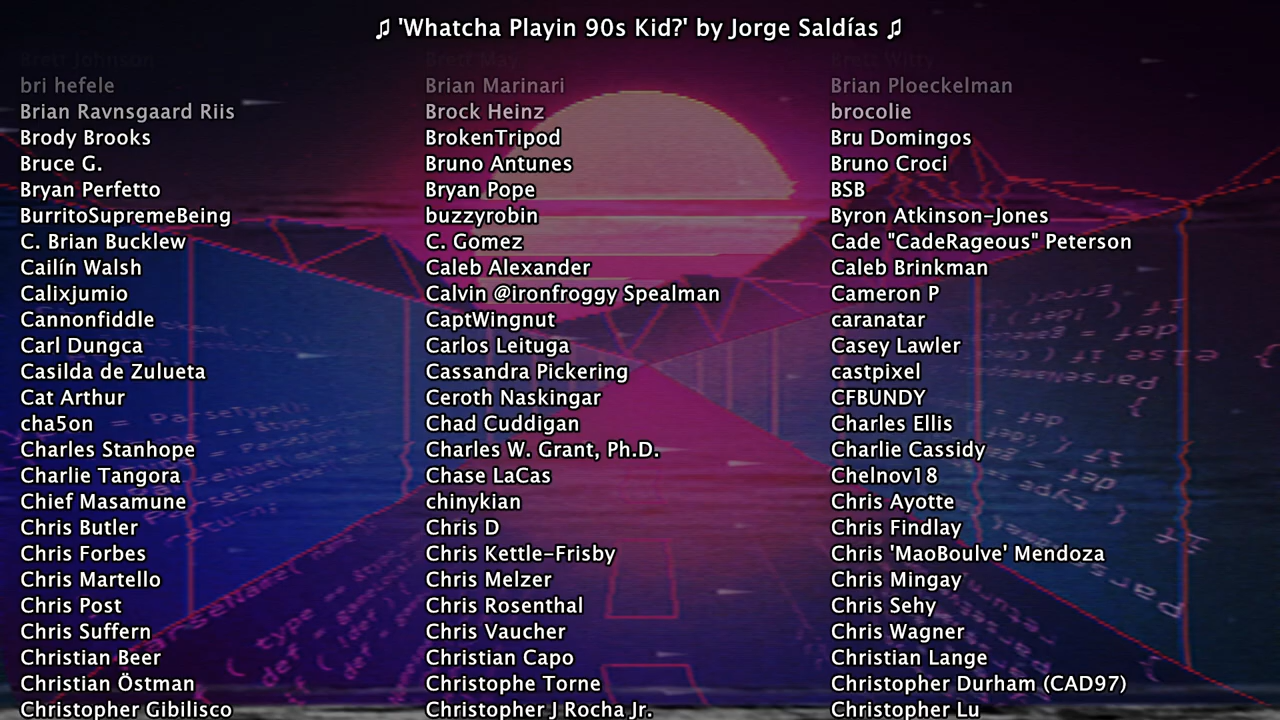 ♫ 'Whatcha Playin 90s Kid?' by Jorge Saldías ♫
Brett Johnson Brett May Brett Witty
bri hefele Brian Marinari Brian Ploeckelman
Brian Ravnsgaard Riis Brock Heinz brocolie
Brody Brooks BrokenTripod Bru Domingos
Bruce G. Bruno Antunes Bruno Croci
Bryan Perfetto Bryan Pope BSB
BurritoSupremeBeing buzzyrobin Byron Atkinson-Jones
C. Brian Bucklew C. Gomez Cade "CadeRageous" Peterson
Cailín Walsh Caleb Alexander Caleb Brinkman
Calixjumio Calvin @ironfroggy Spealman Cameron P
Cannonfiddle CaptWingnut caranatar
Carl Dungca Carlos Leituga Casey Lawler
Casilda de Zulueta Cassandra Pickering castpixel
Cat Arthur Ceroth Naskingar CFBUNDY
cha5on Chad Cuddigan Charles Ellis
Charles Stanhope Charles W. Grant, Ph.D. Charlie Cassidy
Charlie Tangora Chase LaCas Chelnov18
Chief Masamune chinykian Chris Ayotte
Chris Butler Chris D Chris Findlay
Chris Forbes Chris Kettle-Frisby Chris 'MaoBoulve' Mendoza
Chris Martello Chris Melzer Chris Mingay
Chris Post Chris Rosenthal Chris Sehy
Chris Suffern Chris Vaucher Chris Wagner
Christian Beer Christian Capo Christian Lange
Christian Östman Christophe Torne Christopher Durham (CAD97)
Christopher Gibilisco Christopher J Rocha Jr. Christopher Lu